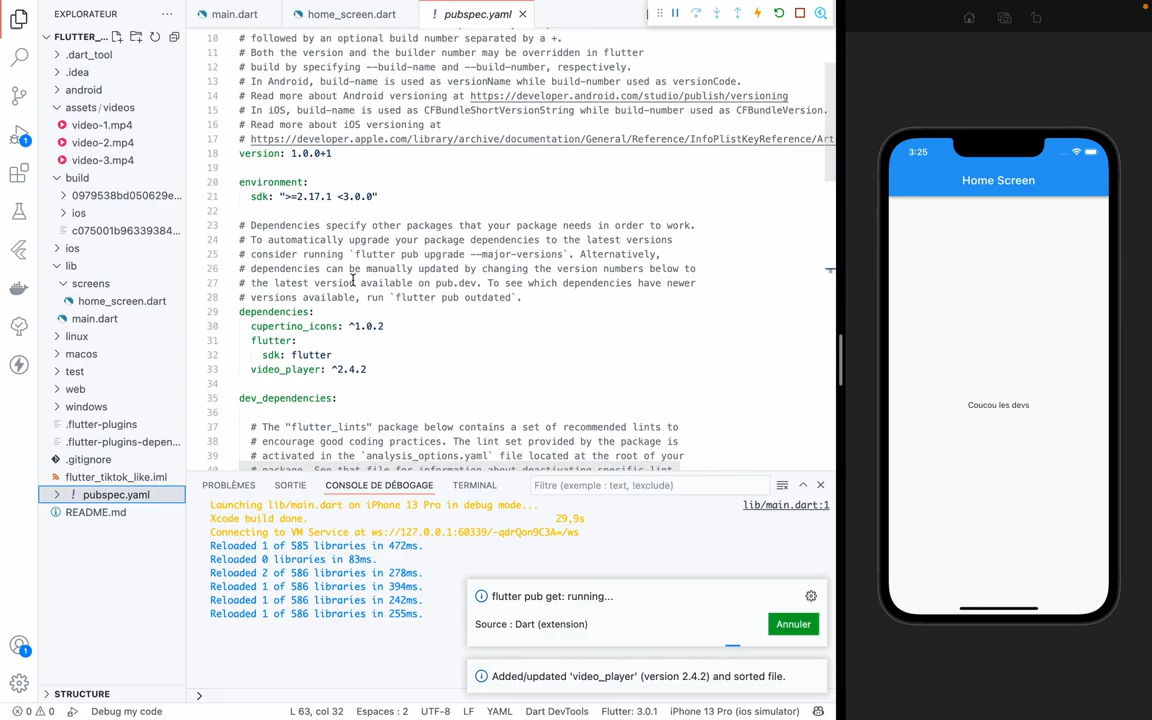 EXPLORATEUR
FLUTTER_...
.dart_tool
.idea
android
assets/videos
video-1.mp4
video-2.mp4
video-3.mp4
build
0979538bd050629e...
ios
c075001b96339384...
ios
lib
screens
home_screen.dart
main.dart
linux
macos
test
web
windows
.flutter-plugins
.flutter-plugins-depen...
.gitignore
flutter_tiktok_like.iml
pubspec.yaml
README.md
STRUCTURE
main.dart
home_screen.dart
pubspec.yaml
10 # followed by an optional build number separated by a +.
11 # Both the version and the builder number may be overridden in flutter
12 # build by specifying --build-name and --build-number, respectively.
13 # In Android, build-name is used as versionName while build-number used as versionCode.
14 # Read more about Android versioning at https://developer.android.com/studio/publish/versioning
15 # In iOS, build-name is used as CFBundleShortVersionString while build-number used as CFBundleVersion.
16 # Read more about iOS versioning at
17 # https://developer.apple.com/library/archive/documentation/General/Reference/InfoPlistKeyReference/Art
18 version: 1.0.0+1
19
20 environment:
21 sdk: ">=2.17.1 <3.0.0"
22
23 # Dependencies specify other packages that your package needs in order to work.
24 # To automatically upgrade your package dependencies to the latest versions
25 # consider running `flutter pub upgrade --major-versions`. Alternatively,
26 # dependencies can be manually updated by changing the version numbers below to
27 # the latest version available on pub.dev. To see which dependencies have newer
28 # versions available, run `flutter pub outdated`.
29 dependencies:
30 cupertino_icons: ^1.0.2
31 flutter:
32 sdk: flutter
33 video_player: ^2.4.2
34
35 dev_dependencies:
36
37 # The "flutter_lints" package below contains a set of recommended lints to
38 # encourage good coding practices. The lint set provided by the package is
39 # activated in the `analysis_options.yaml` file located at the root of your
40 # package. See that file for information about deactivating specific lint
PROBLÈMES SORTIE CONSOLE DE DÉBOGAGE TERMINAL Filtre (exemple : text, !exclude)
Launching lib/main.dart on iPhone 13 Pro in debug mode... lib/main.dart:1
Xcode build done. 29,9s
Connecting to VM Service at ws://127.0.0.1:60339/-qdrQon9C3A=/ws
Reloaded 1 of 585 libraries in 472ms.
Reloaded 0 libraries in 83ms.
Reloaded 2 of 586 libraries in 278ms.
Reloaded 1 of 586 libraries in 394ms.
Reloaded 1 of 586 libraries in 242ms.
Reloaded 1 of 586 libraries in 255ms.
flutter pub get: running...
Source : Dart (extension)
Annuler
Added/updated 'video_player' (version 2.4.2) and sorted file.
0 0 Debug my code L 63, col 32 Espaces : 2 UTF-8 LF YAML Dart DevTools Flutter: 3.0.1 iPhone 13 Pro (ios simulator)
1
1
3:25
Home Screen
Coucou les devs